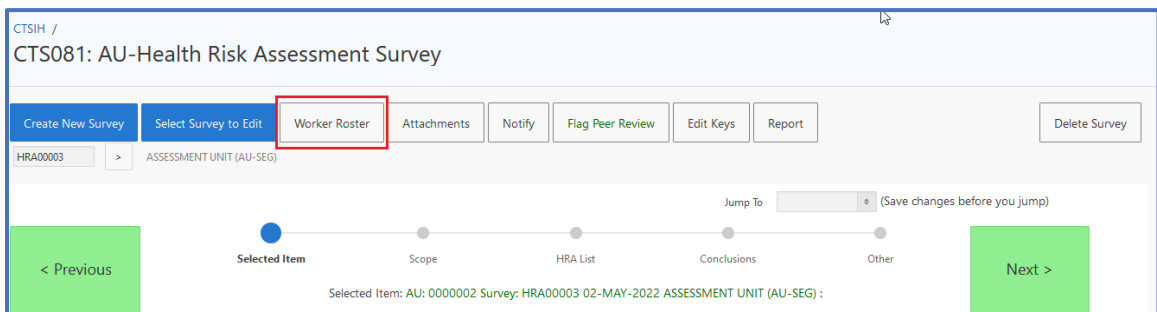 CTSIH /
CTS081: AU-Health Risk Assessment Survey
Create New Survey Select Survey to Edit Worker Roster Attachments Notify Flag Peer Review Edit Keys Report Delete Survey
HRA00003 > ASSESSMENT UNIT (AU-SEG)
Jump To (Save changes before you jump)
< Previous
Selected Item Scope HRA List Conclusions Other
Next >
Selected Item: AU: 0000002 Survey: HRA00003 02-MAY-2022 ASSESSMENT UNIT (AU-SEG) :